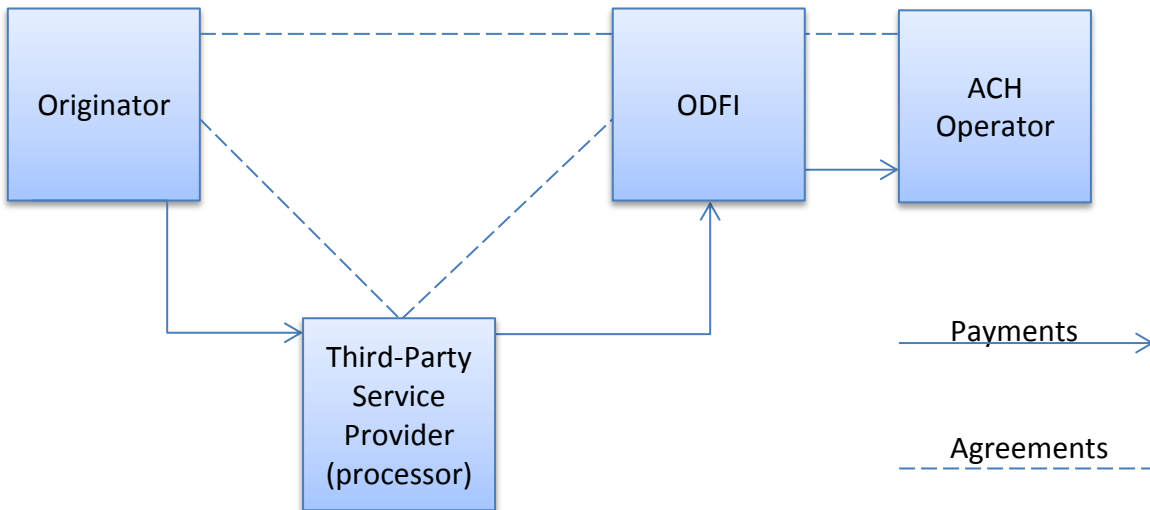 Originator
ODFI
ACH
Operator
Third-Party
Service
Provider
(processor)
Payments
Agreements